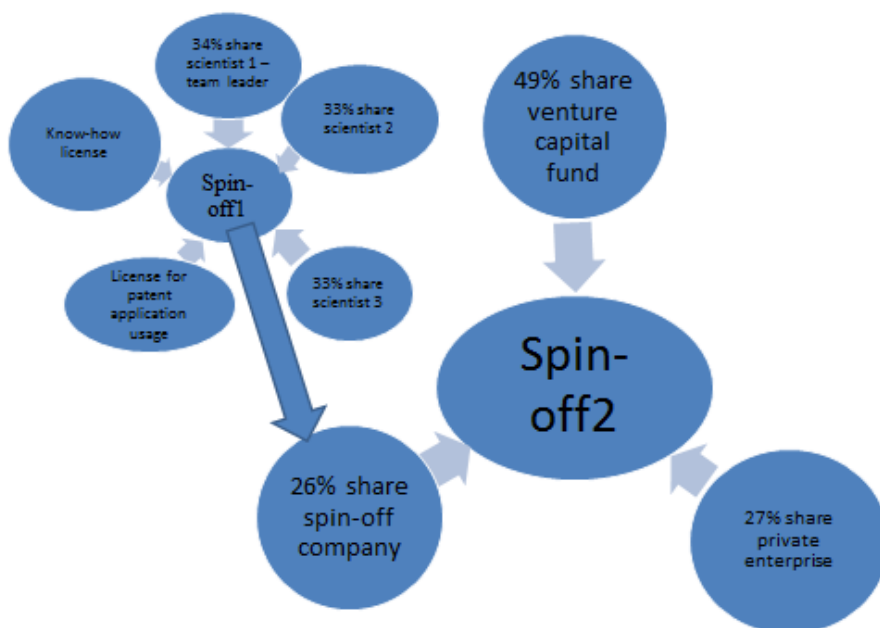 34% share
scientist 1 –
team leader
33% share
scientist 2
Know-how
license
Spin-
off1
License for
patent
application
usage
33% share
scientist 3
49% share
venture
capital
fund
Spin-
off2
26% share
spin-off
company
27% share
private
enterprise